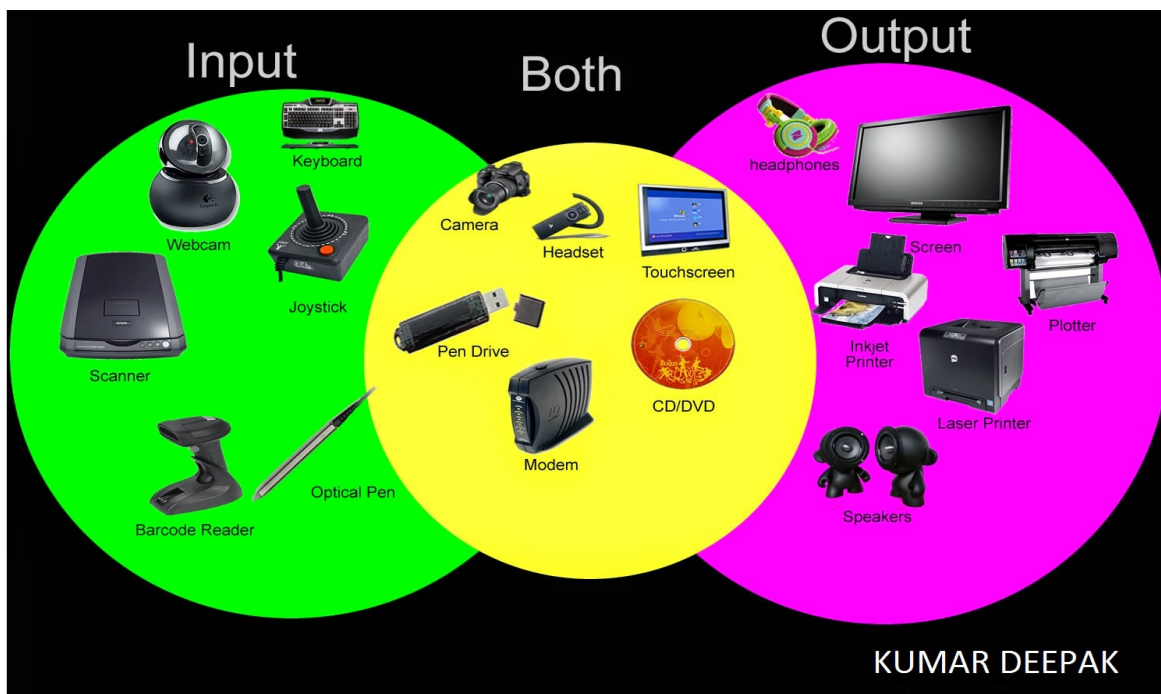 Input
Both
Output
Keyboard
Webcam
Joystick
Scanner
Barcode Reader
Optical Pen
Camera
Headset
Touchscreen
Pen Drive
CD/DVD
Modem
headphones
Screen
Inkjet
Printer
Plotter
Laser Printer
Speakers
KUMAR DEEPAK